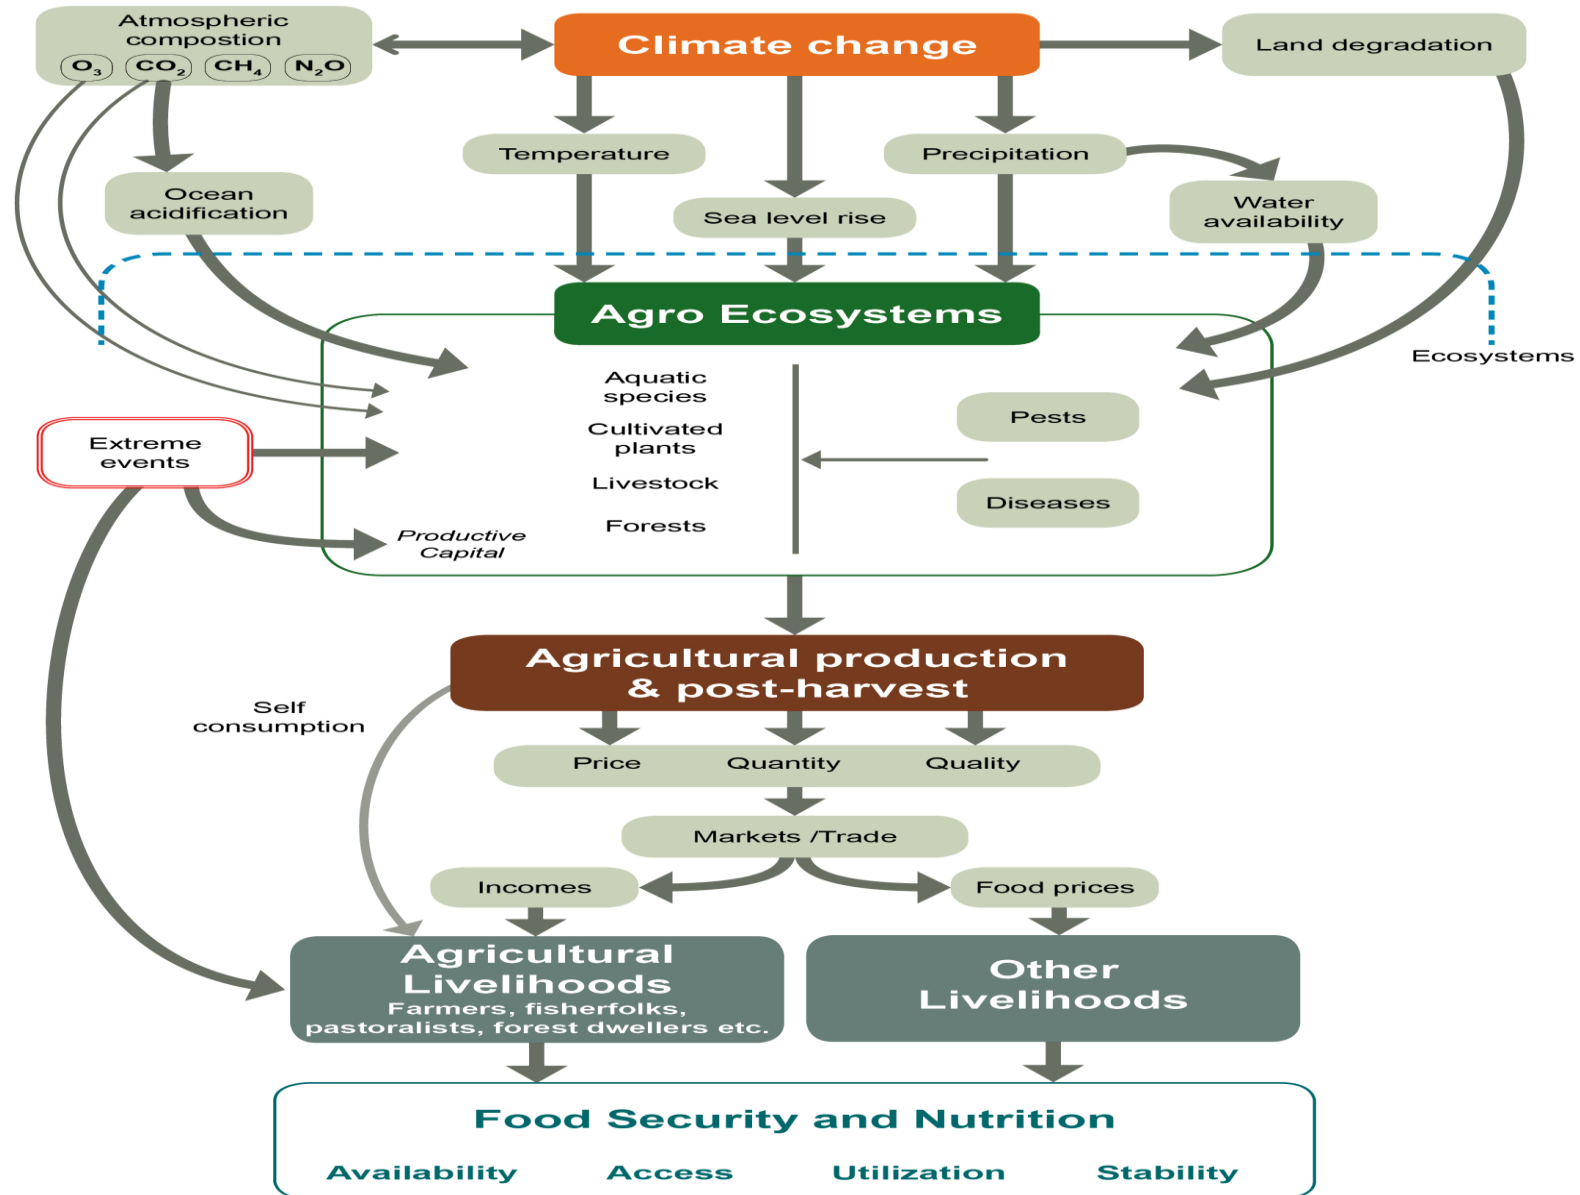 Atmospheric
compostion
O₃ CO₂ CH₄ N₂O
Climate change
Land degradation
Temperature
Precipitation
Ocean
acidification
Sea level rise
Water
availability
Agro Ecosystems
Ecosystems
Aquatic
species
Cultivated
plants
Livestock
Forests
Pests
Diseases
Extreme
events
Productive
Capital
Agricultural production
& post-harvest
Self
consumption
Price Quantity Quality
Markets /Trade
Incomes
Food prices
Agricultural
Livelihoods
Farmers, fisherfolks,
pastoralists, forest dwellers etc.
Other
Livelihoods
Food Security and Nutrition
Availability Access Utilization Stability